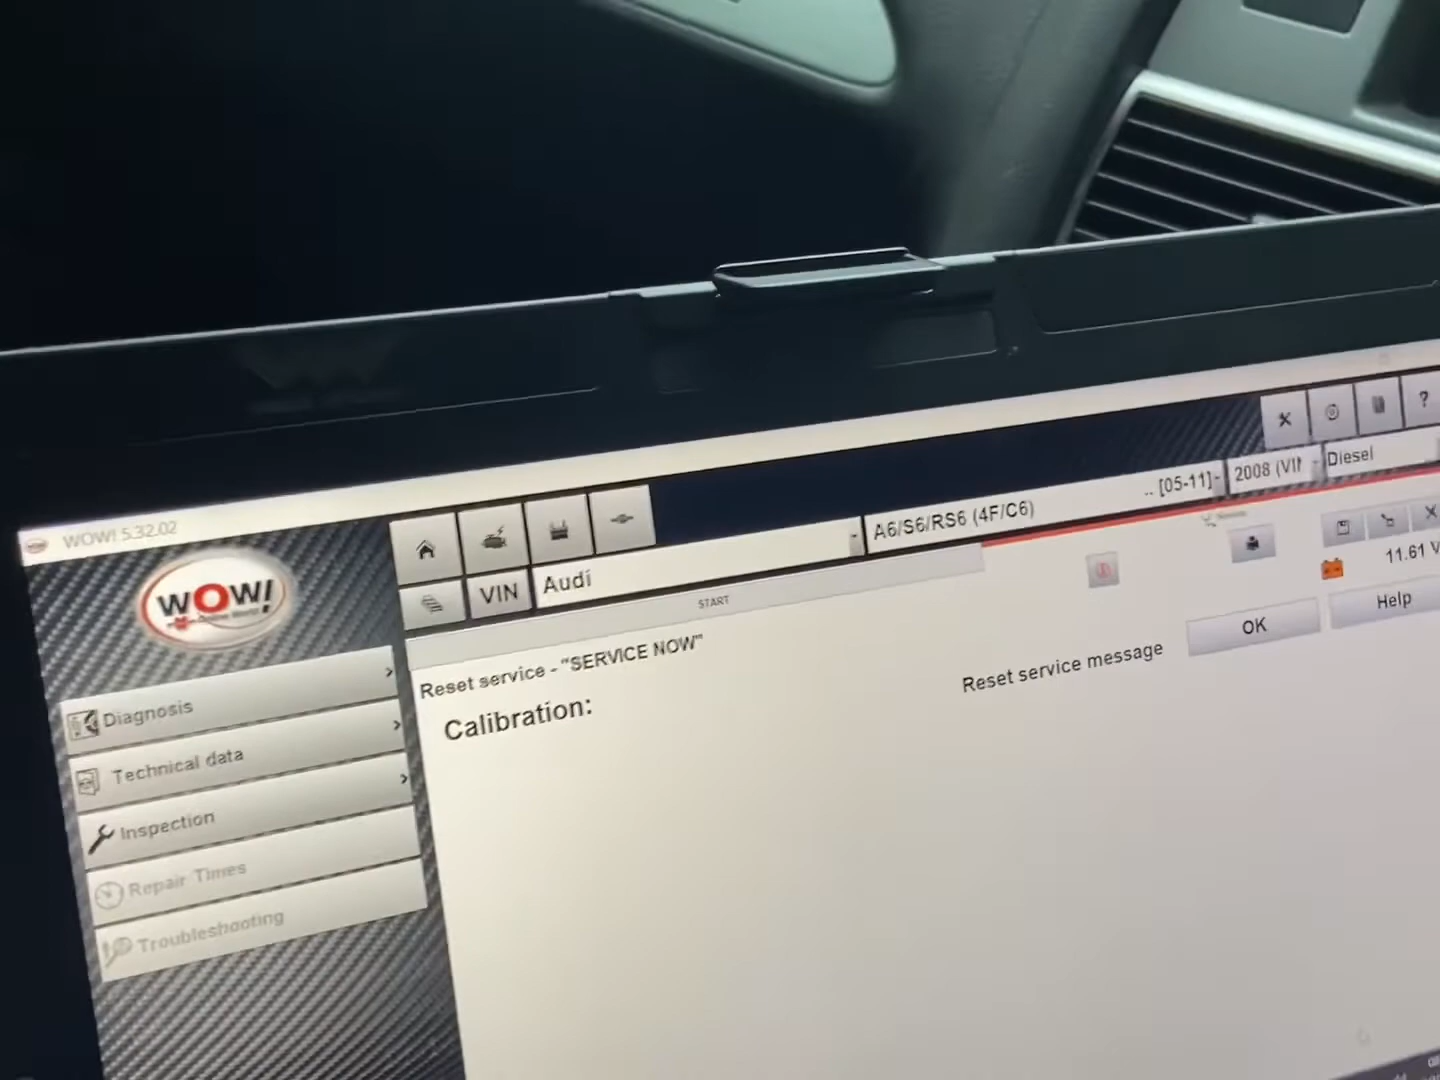 WOW! 5.32.02
WOW!
VIN
Audi
A6/S6/RS6 (4F/C6)
.. [05-11]
2008 (VIN
Diesel
?
START
11.61 V
Reset service - "SERVICE NOW"
OK
Help
Calibration:
Reset service message
Diagnosis
Technical data
Inspection
Repair Times
Troubleshooting